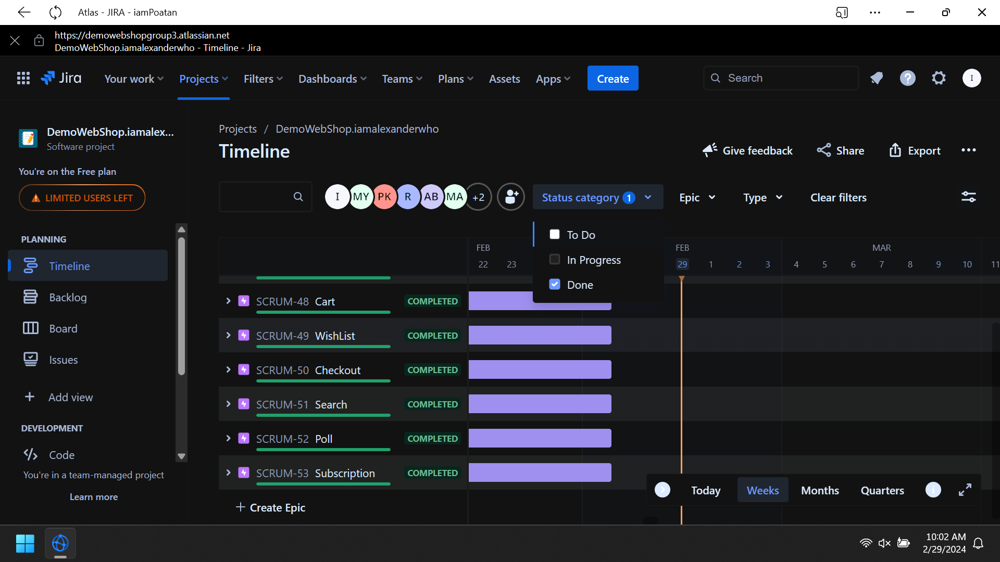 Atlas - JIRA - iamPoatan
https://demowebshopgroup3.atlassian.net
DemoWebShop.iamalexanderwho - Timeline - Jira
Jira
Your work
Projects
Filters
Dashboards
Teams
Plans
Assets
Apps
Create
Search
I
DemoWebShop.iamalex...
Software project
You're on the Free plan
LIMITED USERS LEFT
PLANNING
Timeline
Backlog
Board
Issues
Add view
DEVELOPMENT
Code
You're in a team-managed project
Learn more
Projects / DemoWebShop.iamalexanderwho
Timeline
Give feedback
Share
Export
I MY PK R AB MA +2
Status category 1
Epic
Type
Clear filters
To Do
In Progress
Done
FEB FEB MAR
22 23 29 1 2 3 4 5 6 7 8 9 10 11
SCRUM-48 Cart COMPLETED
SCRUM-49 WishList COMPLETED
SCRUM-50 Checkout COMPLETED
SCRUM-51 Search COMPLETED
SCRUM-52 Poll COMPLETED
SCRUM-53 Subscription COMPLETED
+ Create Epic
Today
Weeks
Months
Quarters
10:02 AM
2/29/2024